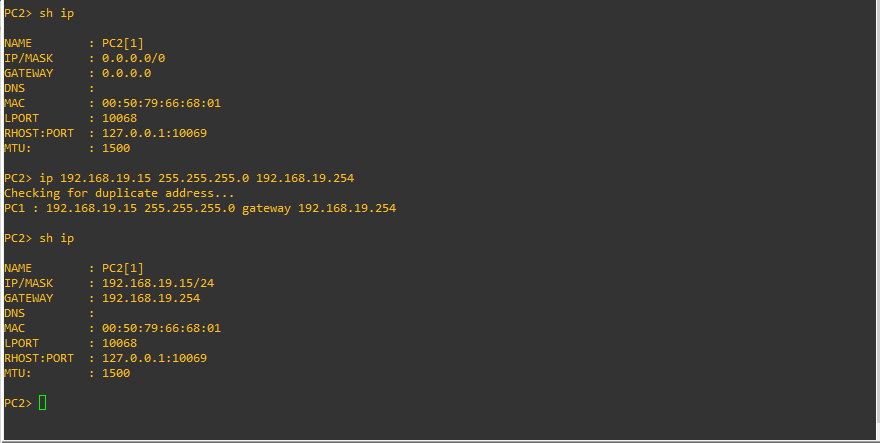 PC2> sh ip
NAME        : PC2[1]
IP/MASK     : 0.0.0.0/0
GATEWAY     : 0.0.0.0
DNS         :
MAC         : 00:50:79:66:68:01
LPORT       : 10068
RHOST:PORT  : 127.0.0.1:10069
MTU:        : 1500
PC2> ip 192.168.19.15 255.255.255.0 192.168.19.254
Checking for duplicate address...
PC1 : 192.168.19.15 255.255.255.0 gateway 192.168.19.254
PC2> sh ip
NAME        : PC2[1]
IP/MASK     : 192.168.19.15/24
GATEWAY     : 192.168.19.254
DNS         :
MAC         : 00:50:79:66:68:01
LPORT       : 10068
RHOST:PORT  : 127.0.0.1:10069
MTU:        : 1500
PC2>